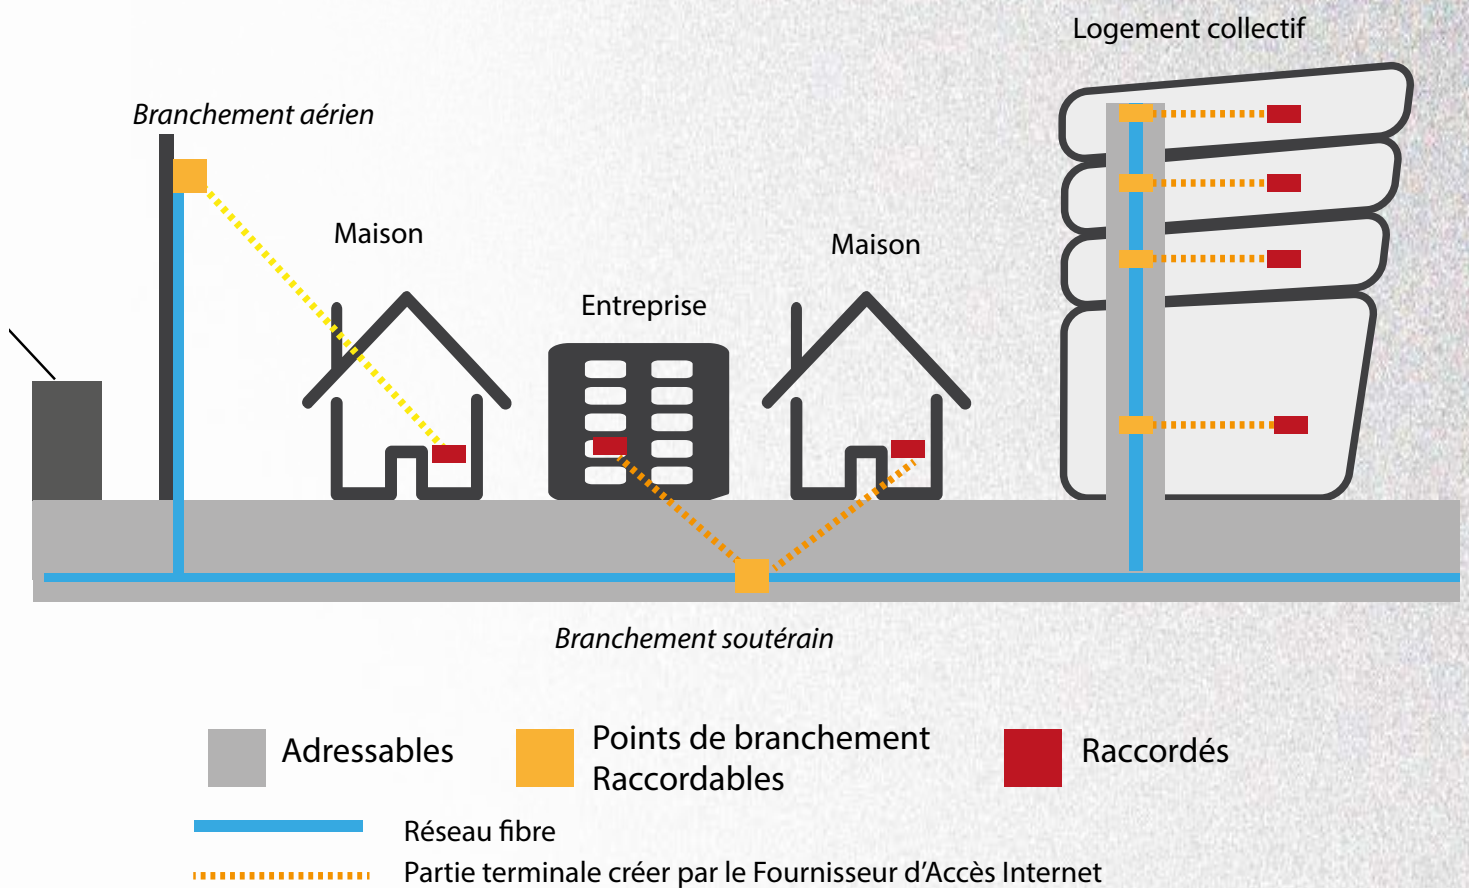 Logement collectif
Branchement aérien
Maison
Maison
Entreprise
Branchement soutérain
Adressables
Points de branchement
Raccordables
Raccordés
Réseau fibre
Partie terminale créer par le Fournisseur d'Accès Internet